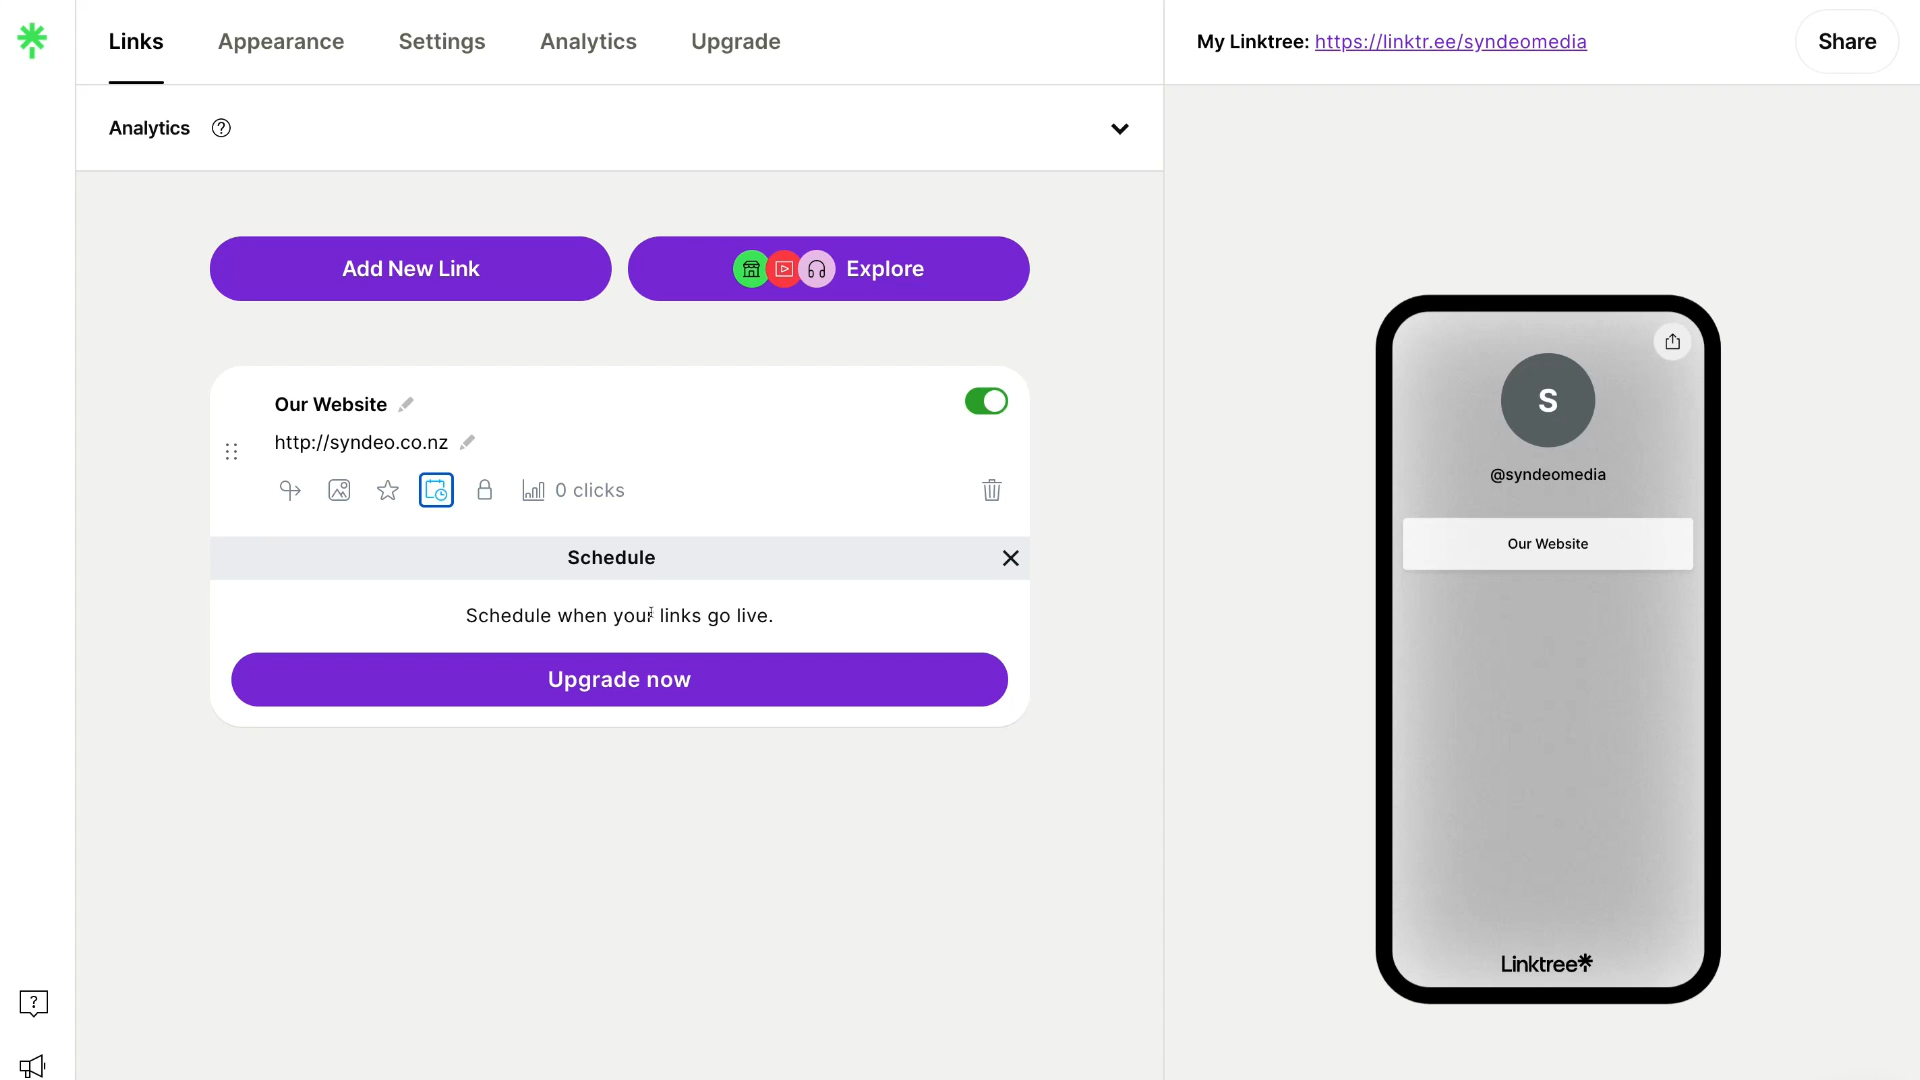 Links Appearance Settings Analytics Upgrade
My Linktree: https://linktr.ee/syndeomedia Share
Analytics ?
Add New Link Explore
Our Website
http://syndeo.co.nz
0 clicks
Schedule
Schedule when your links go live.
Upgrade now
S
@syndeomedia
Our Website
Linktree
?